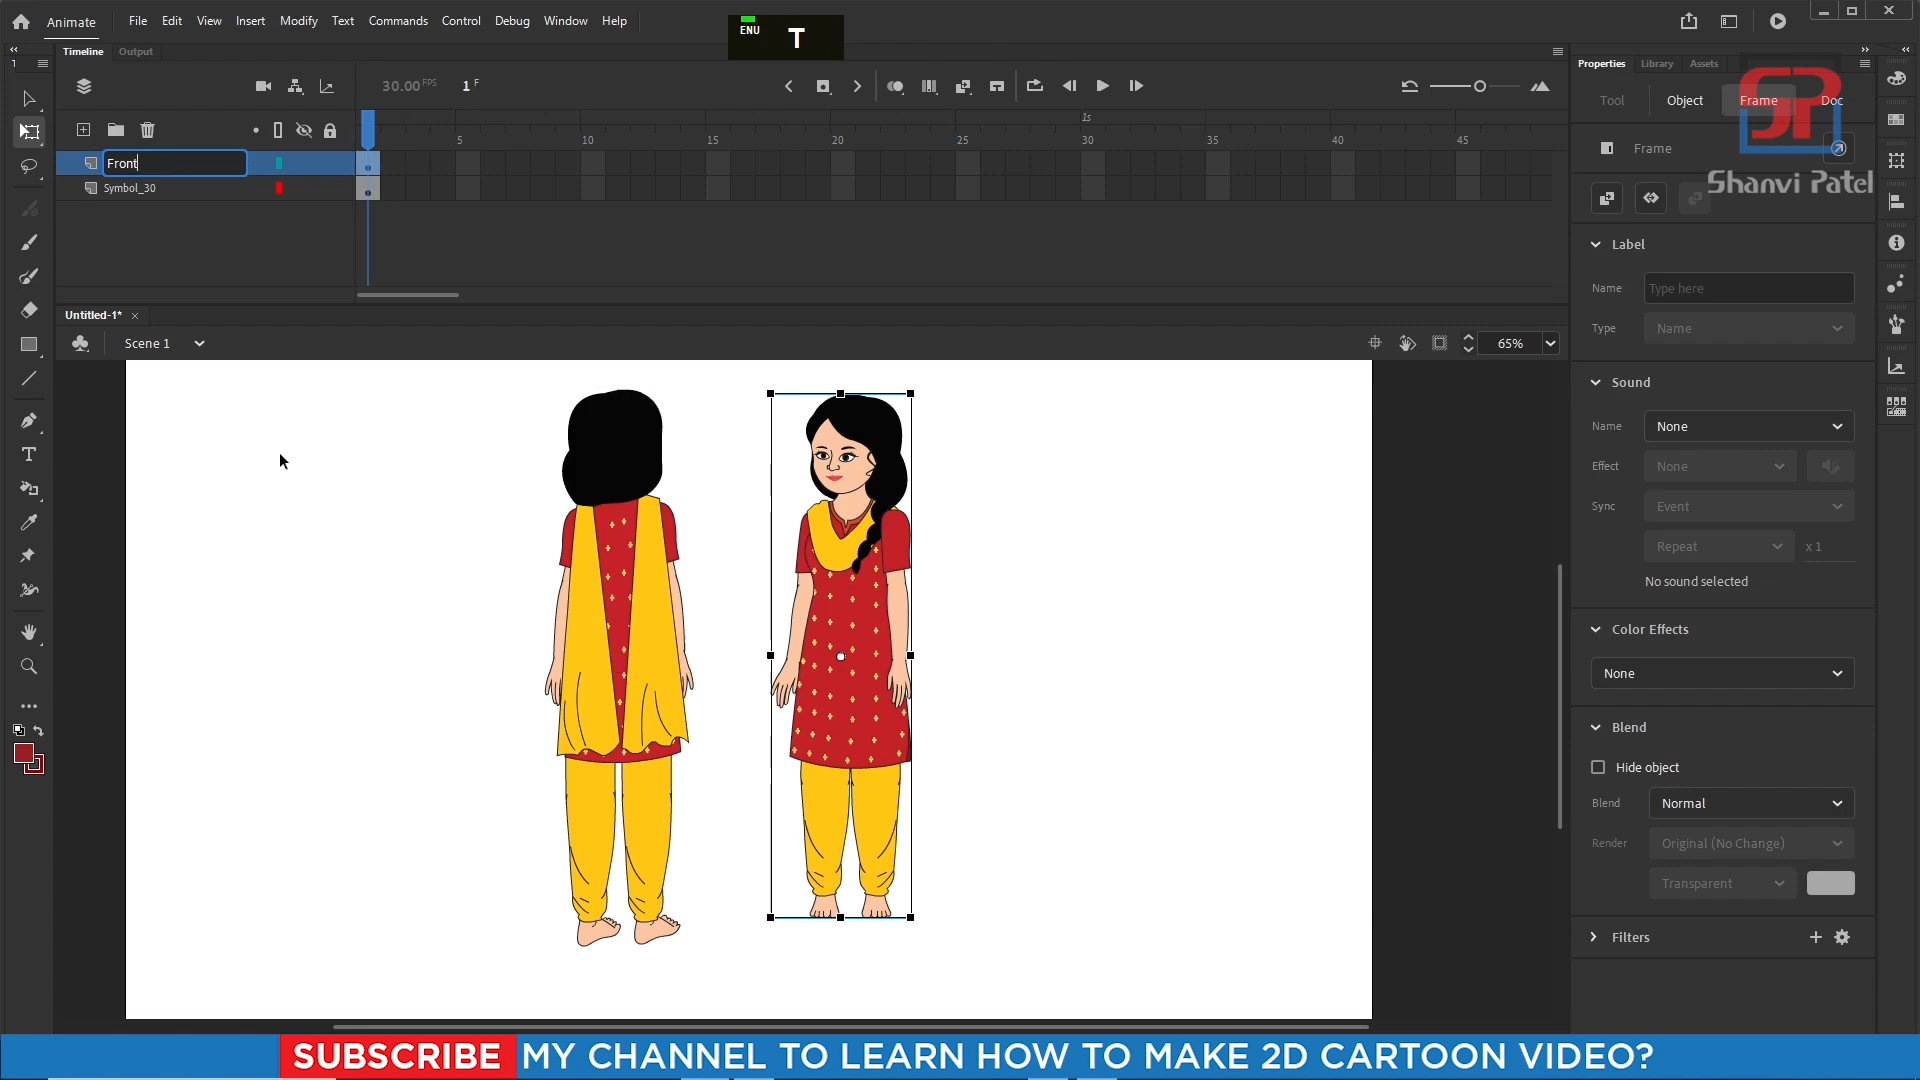 Animate
File Edit View Insert Modify Text Commands Control Debug Window Help
ENU T
Timeline Output
T
Properties Library Assets
30.00 FPS 1 F
Tool Object Frame Doc
SP
1s
5 10 15 20 25 30 35 40 45
Front
Symbol_30
Frame
Shanvi Patel
Label
Name Type here
Type Name
Untitled-1* ×
Scene 1
65%
Sound
Name None
Effect None
Sync Event
Repeat x 1
No sound selected
Color Effects
None
Blend
Hide object
Blend Normal
Render Original (No Change)
Transparent
Filters
SUBSCRIBE MY CHANNEL TO LEARN HOW TO MAKE 2D CARTOON VIDEO?